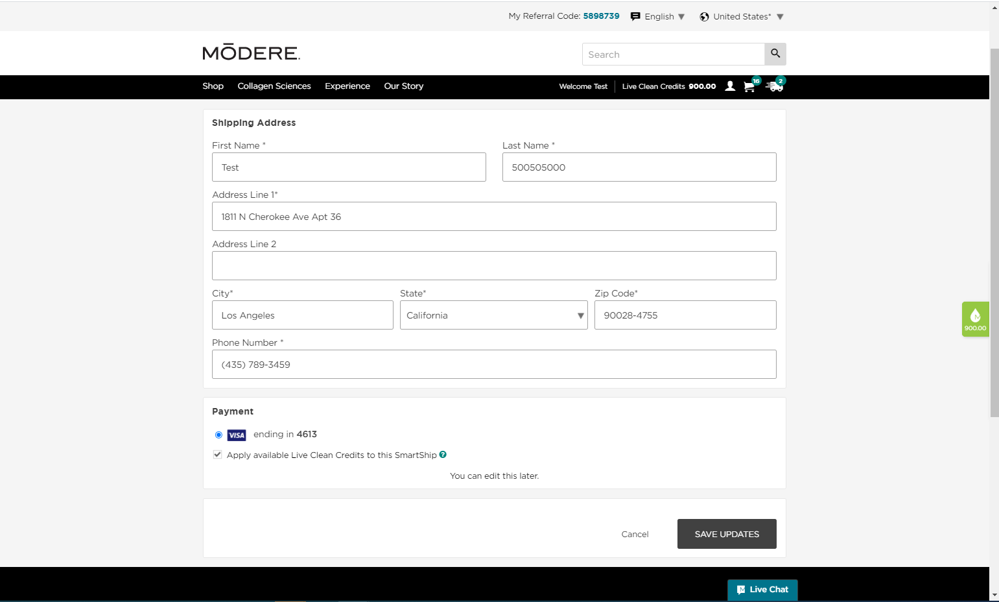 My Referral Code: 5898739 English United States*
MŌDERE.
Search
Shop Collagen Sciences Experience Our Story Welcome Test Live Clean Credits 900.00 16 2
Shipping Address
First Name * Last Name *
Test 500505000
Address Line 1*
1811 N Cherokee Ave Apt 36
Address Line 2
City* State* Zip Code*
Los Angeles California 90028-4755
M
900.00
Phone Number *
(435) 789-3459
Payment
VISA ending in 4613
Apply available Live Clean Credits to this SmartShip ?
You can edit this later.
Cancel SAVE UPDATES
M Live Chat